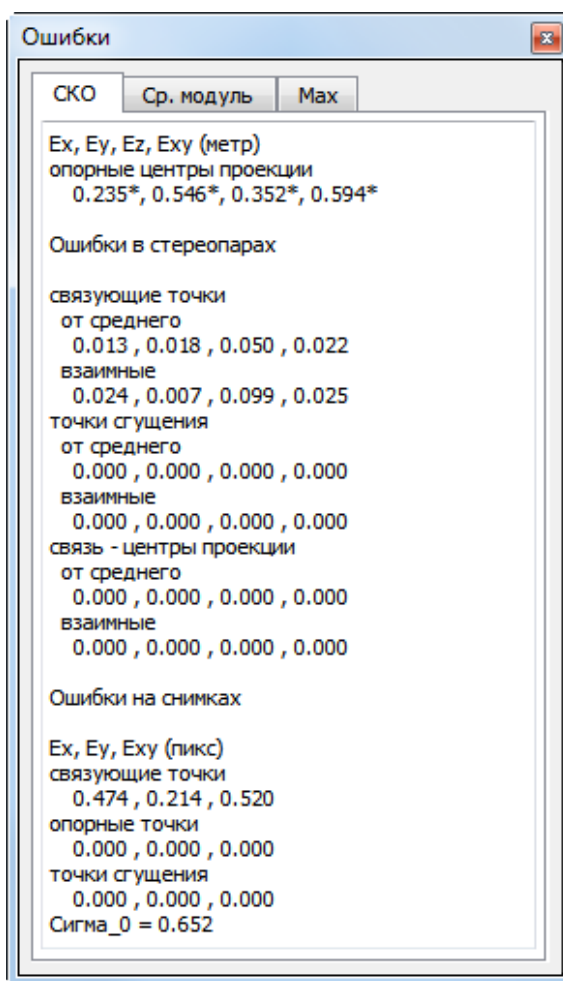 Ошибки
СКО
Ср. модуль
Max
Ex, Ey, Ez, Exy (метр)
опорные центры проекции
0.235*, 0.546*, 0.352*, 0.594*
Ошибки в стереопарах
связующие точки
от среднего
0.013 , 0.018 , 0.050 , 0.022
взаимные
0.024 , 0.007 , 0.099 , 0.025
точки сгущения
от среднего
0.000 , 0.000 , 0.000 , 0.000
взаимные
0.000 , 0.000 , 0.000 , 0.000
связь - центры проекции
от среднего
0.000 , 0.000 , 0.000 , 0.000
взаимные
0.000 , 0.000 , 0.000 , 0.000
Ошибки на снимках
Ex, Ey, Exy (пикс)
связующие точки
0.474 , 0.214 , 0.520
опорные точки
0.000 , 0.000 , 0.000
точки сгущения
0.000 , 0.000 , 0.000
Сигма_0 = 0.652